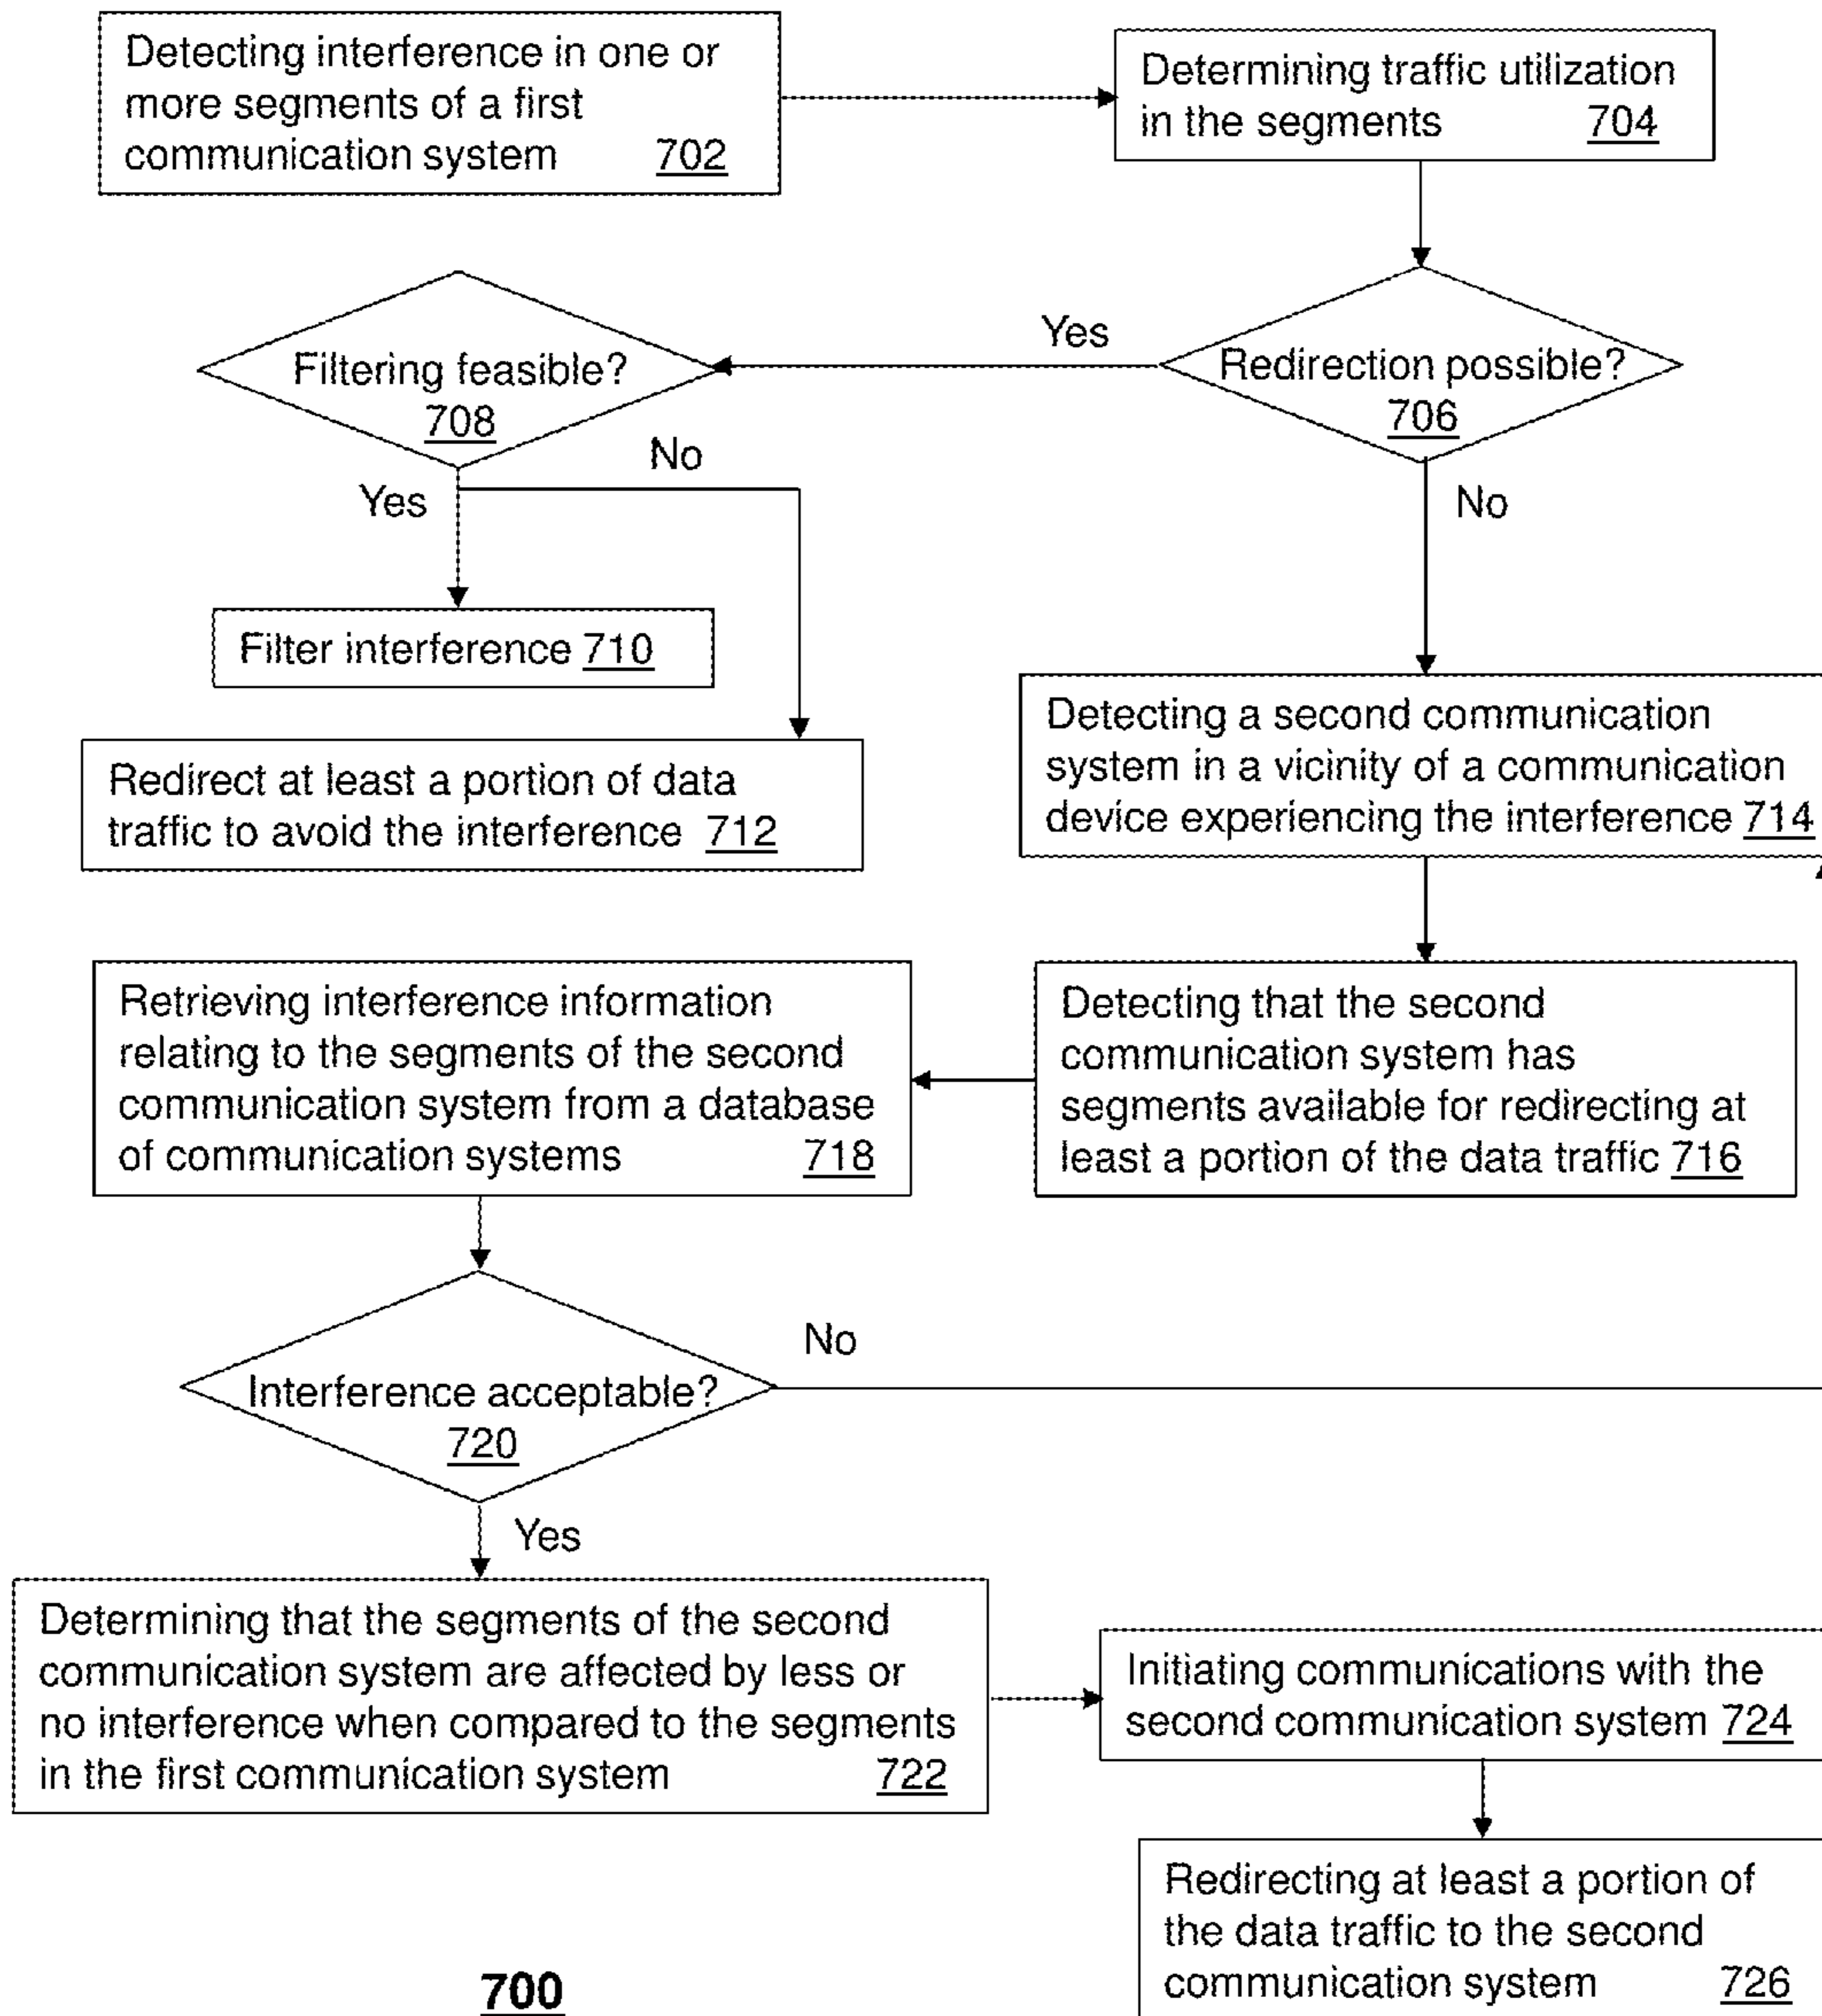 Detecting interference in one or
more segments of a first
communication system 702
Determining traffic utilization
in the segments 704
Redirection possible?
706
Yes
No
Filtering feasible?
708
No
Yes
Filter interference 710
Redirect at least a portion of data
traffic to avoid the interference 712
Detecting a second communication
system in a vicinity of a communication
device experiencing the interference 714
Detecting that the second
communication system has
segments available for redirecting at
least a portion of the data traffic 716
Retrieving interference information
relating to the segments of the second
communication system from a database
of communication systems 718
Interference acceptable?
720
No
Yes
Determining that the segments of the second
communication system are affected by less or
no interference when compared to the segments
in the first communication system 722
Initiating communications with the
second communication system 724
Redirecting at least a portion of
the data traffic to the second
communication system 726
700